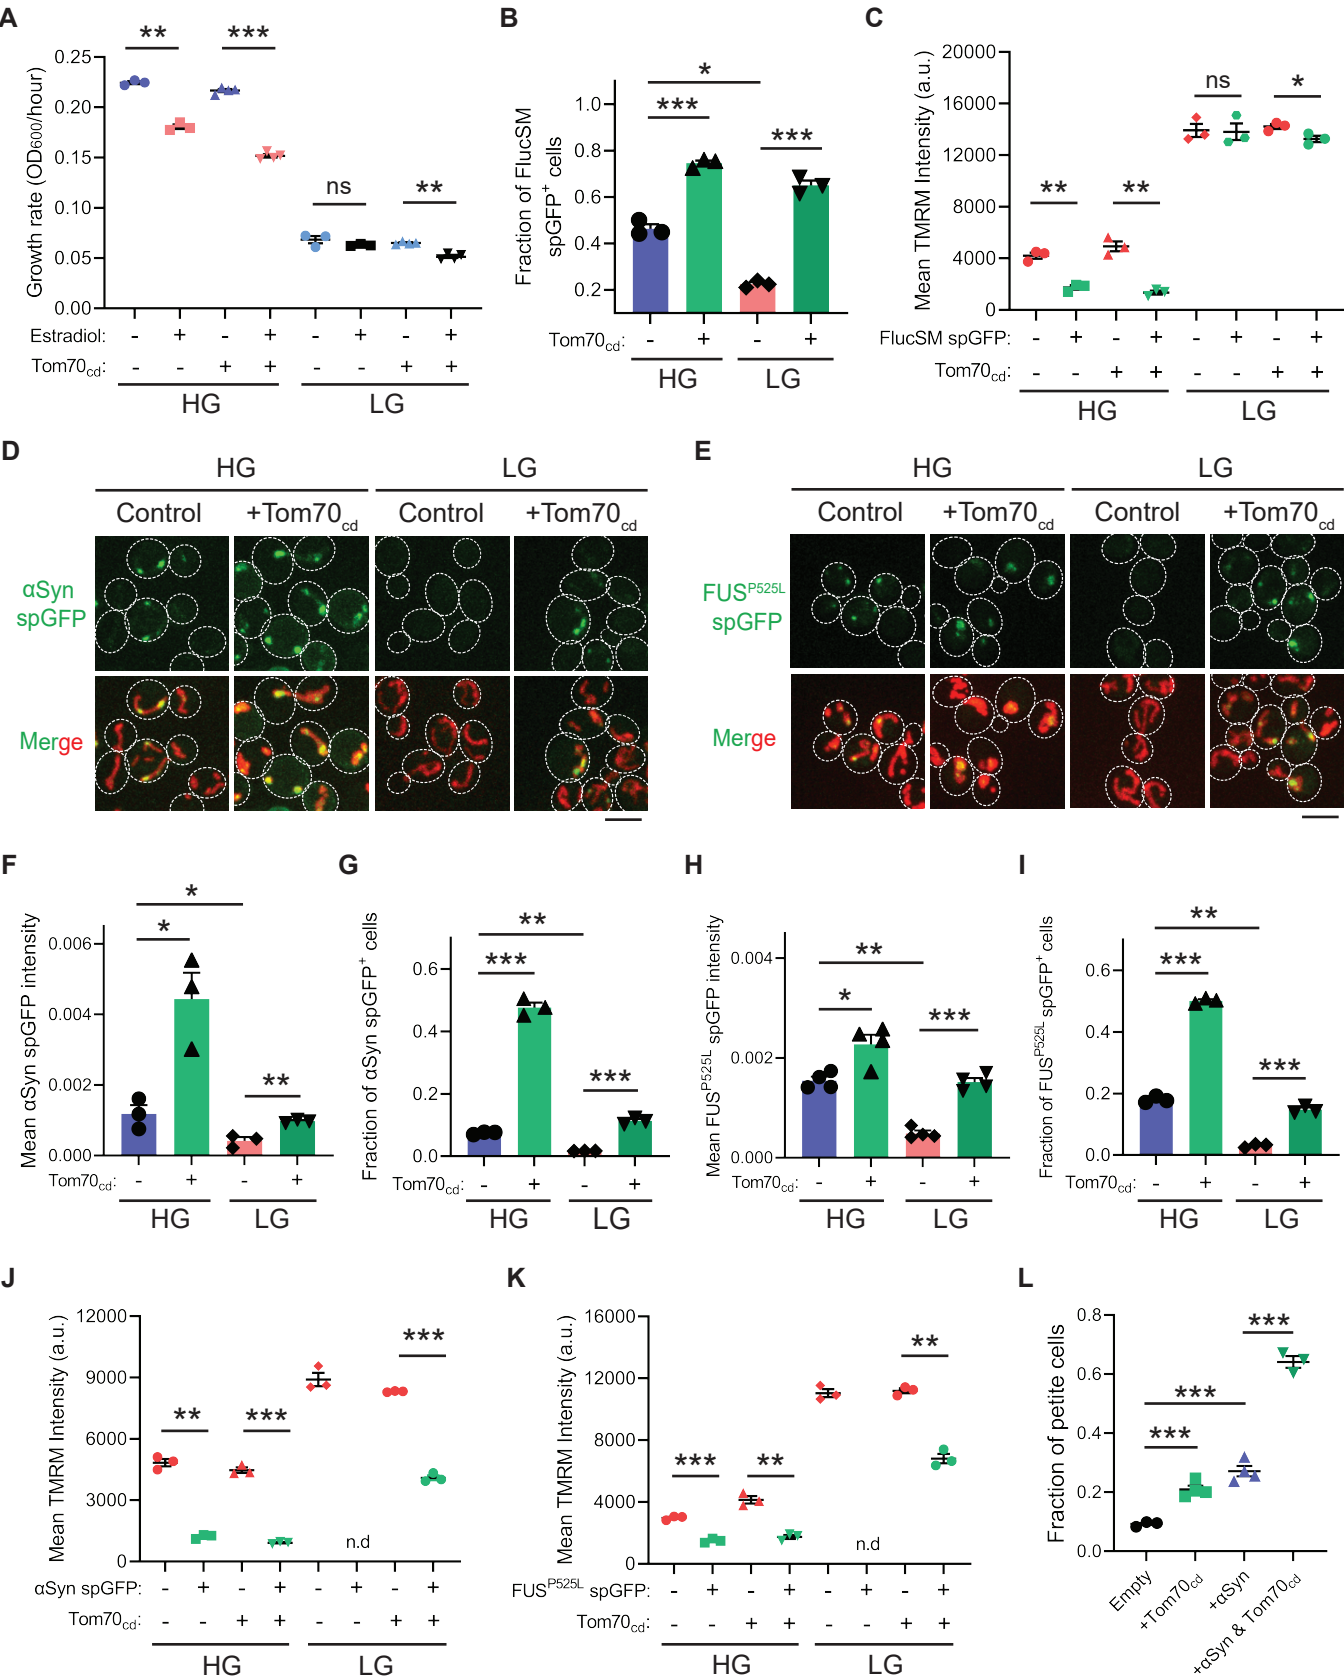 A
** ***
Growth rate (OD600/hour)
0.25
0.20
0.15
0.10
0.05
0.00
ns **
Estradiol: - + - + - + - +
Tom70cd: - - + + - - + +
HG LG
B
*
*** ***
Fraction of FlucSM
spGFP+ cells
1.0
0.8
0.6
0.4
0.2
Tom70cd: - + - +
HG LG
C
Mean TMRM Intensity (a.u.)
20000
16000
12000
8000
4000
0
ns *
** **
FlucSM spGFP: - + - + - + - +
Tom70cd: - - + + - - + +
HG LG
D
HG LG
Control +Tom70cd Control +Tom70cd
αSyn
spGFP
Merge
E
HG LG
Control +Tom70cd Control +Tom70cd
FUSP525L
spGFP
Merge
F
*
*
**
Mean αSyn spGFP intensity
0.006
0.004
0.002
0.000
Tom70cd: - + - +
HG LG
G
**
***
***
Fraction of αSyn spGFP+ cells
0.6
0.4
0.2
0.0
Tom70cd: - + - +
HG LG
H
**
*
***
Mean FUSP525L spGFP intensity
0.004
0.002
0.000
Tom70cd: - + - +
HG LG
I
**
***
***
Fraction of FUSP525L spGFP+ cells
0.6
0.4
0.2
0.0
Tom70cd: - + - +
HG LG
J
Mean TMRM Intensity (a.u.)
12000
9000
6000
3000
0
** *** ***
n.d
αSyn spGFP: - + - + - + - +
Tom70cd: - - + + - - + +
HG LG
K
Mean TMRM Intensity (a.u.)
16000
12000
8000
4000
0
*** ** **
n.d
FUSP525L spGFP: - + - + - + - +
Tom70cd: - - + + - - + +
HG LG
L
Fraction of petite cells
0.8
0.6
0.4
0.2
0.0
***
***
***
Empty
+Tom70cd
+αSyn
+αSyn & Tom70cd